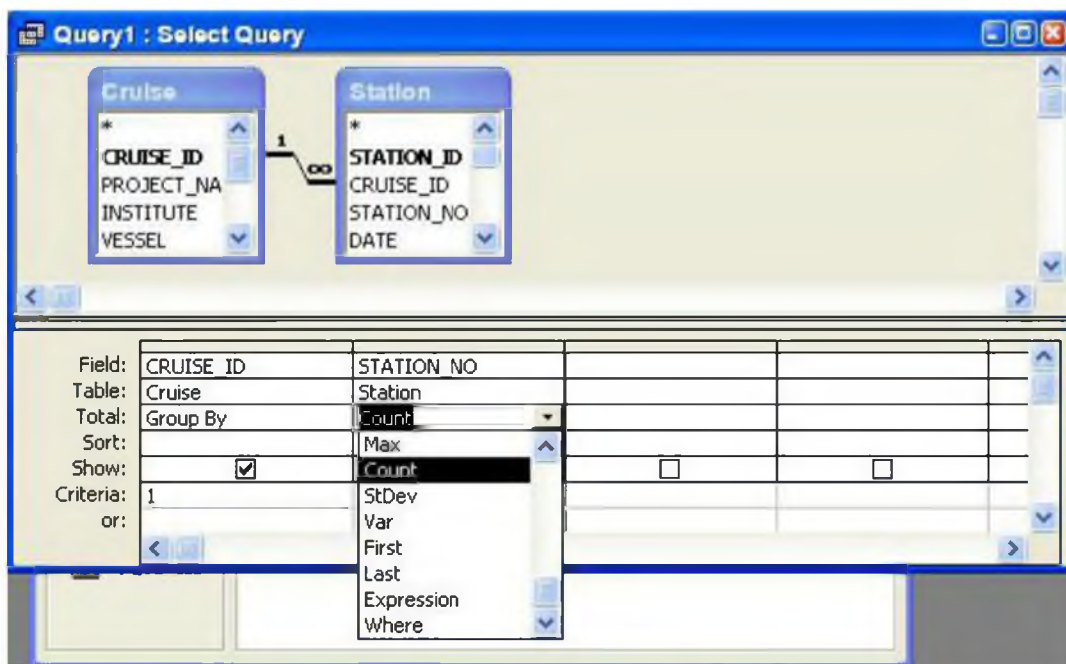 Query1 : Select Query
Cruise
*
CRUISE_ID
PROJECT_NA
INSTITUTE
VESSEL
1
∞
Station
*
STATION_ID
CRUISE_ID
STATION_NO
DATE
Field: CRUISE_ID STATION_NO
Table: Cruise Station
Total: Group By Count
Sort:
Show:
Criteria: 1
or:
Max
Count
StDev
Var
First
Last
Expression
Where